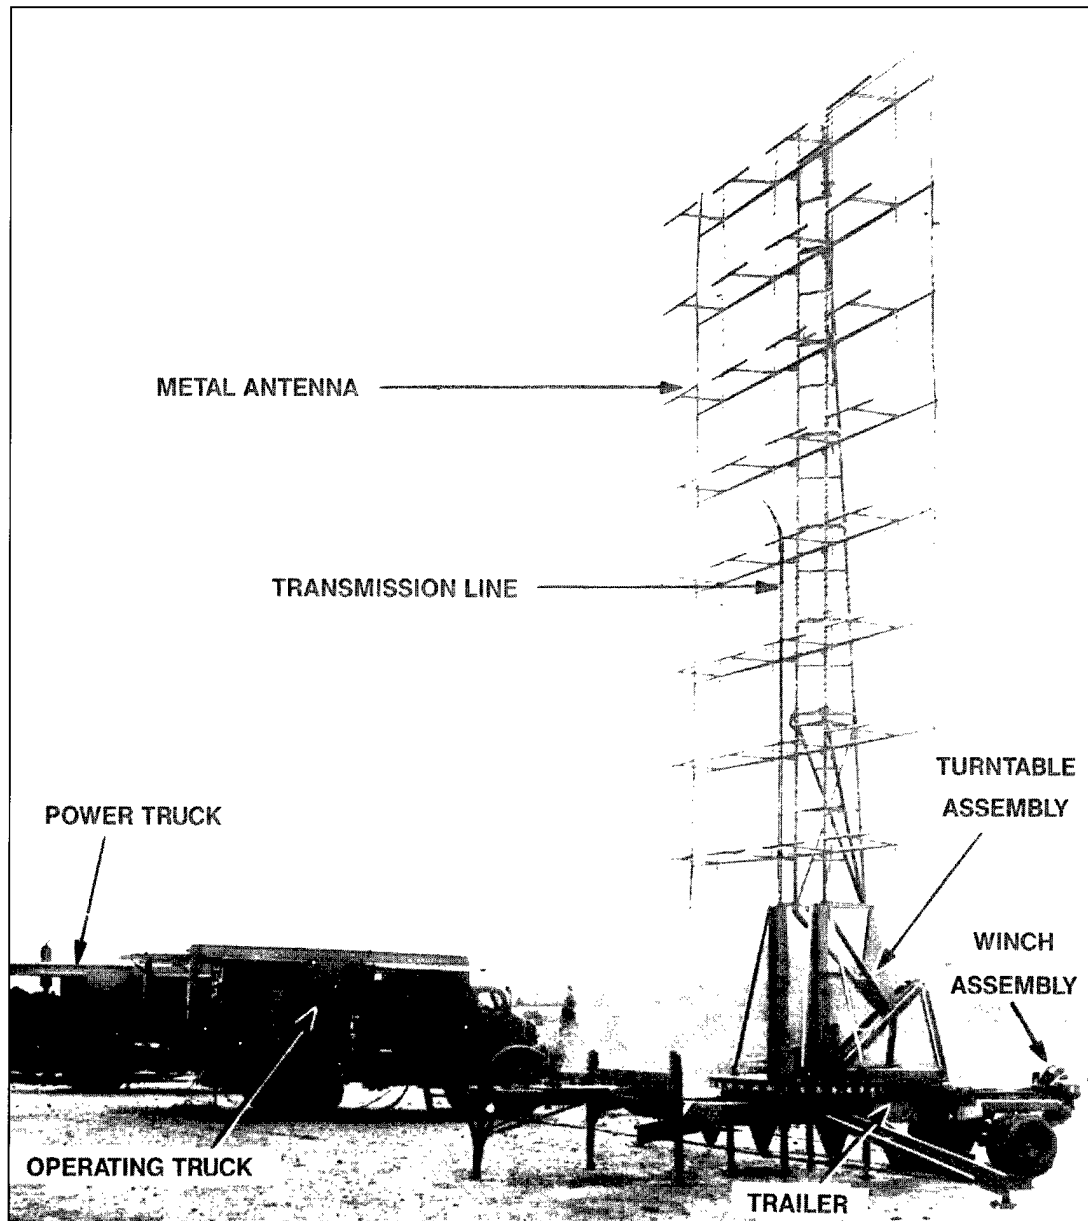 METAL ANTENNA
TRANSMISSION LINE
TURNTABLE
ASSEMBLY
POWER TRUCK
WINCH
ASSEMBLY
OPERATING TRUCK
TRAILER